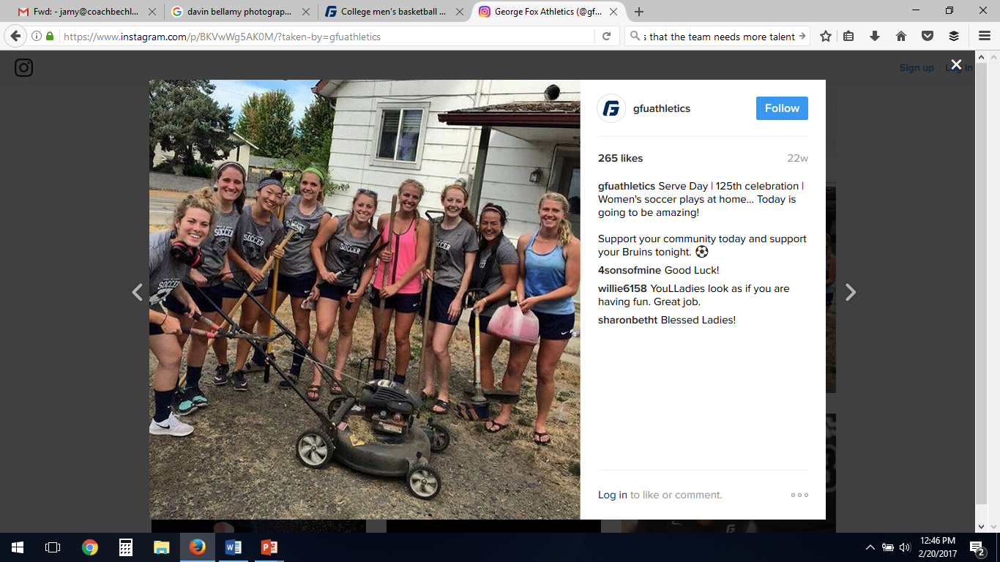 Fwd: - jamy@coachbechl...
davin bellamy photograp...
College men's basketball ...
George Fox Athletics (@gf...
https://www.instagram.com/p/BKVwWg5AK0M/?taken-by=gfuathletics
s that the team needs more talent
Sign up | Log in
gfuathletics
Follow
265 likes
22w
gfuathletics Serve Day | 125th celebration |
Women's soccer plays at home... Today is
going to be amazing!
Support your community today and support
your Bruins tonight.
4sonsofmine Good Luck!
willie6158 YouLLadies look as if you are
having fun. Great job.
sharonbetht Blessed Ladies!
Log in to like or comment.
SOCCER
SOCCER
SOCCER
SOCCER
SOCCER
12:46 PM
2/20/2017
2